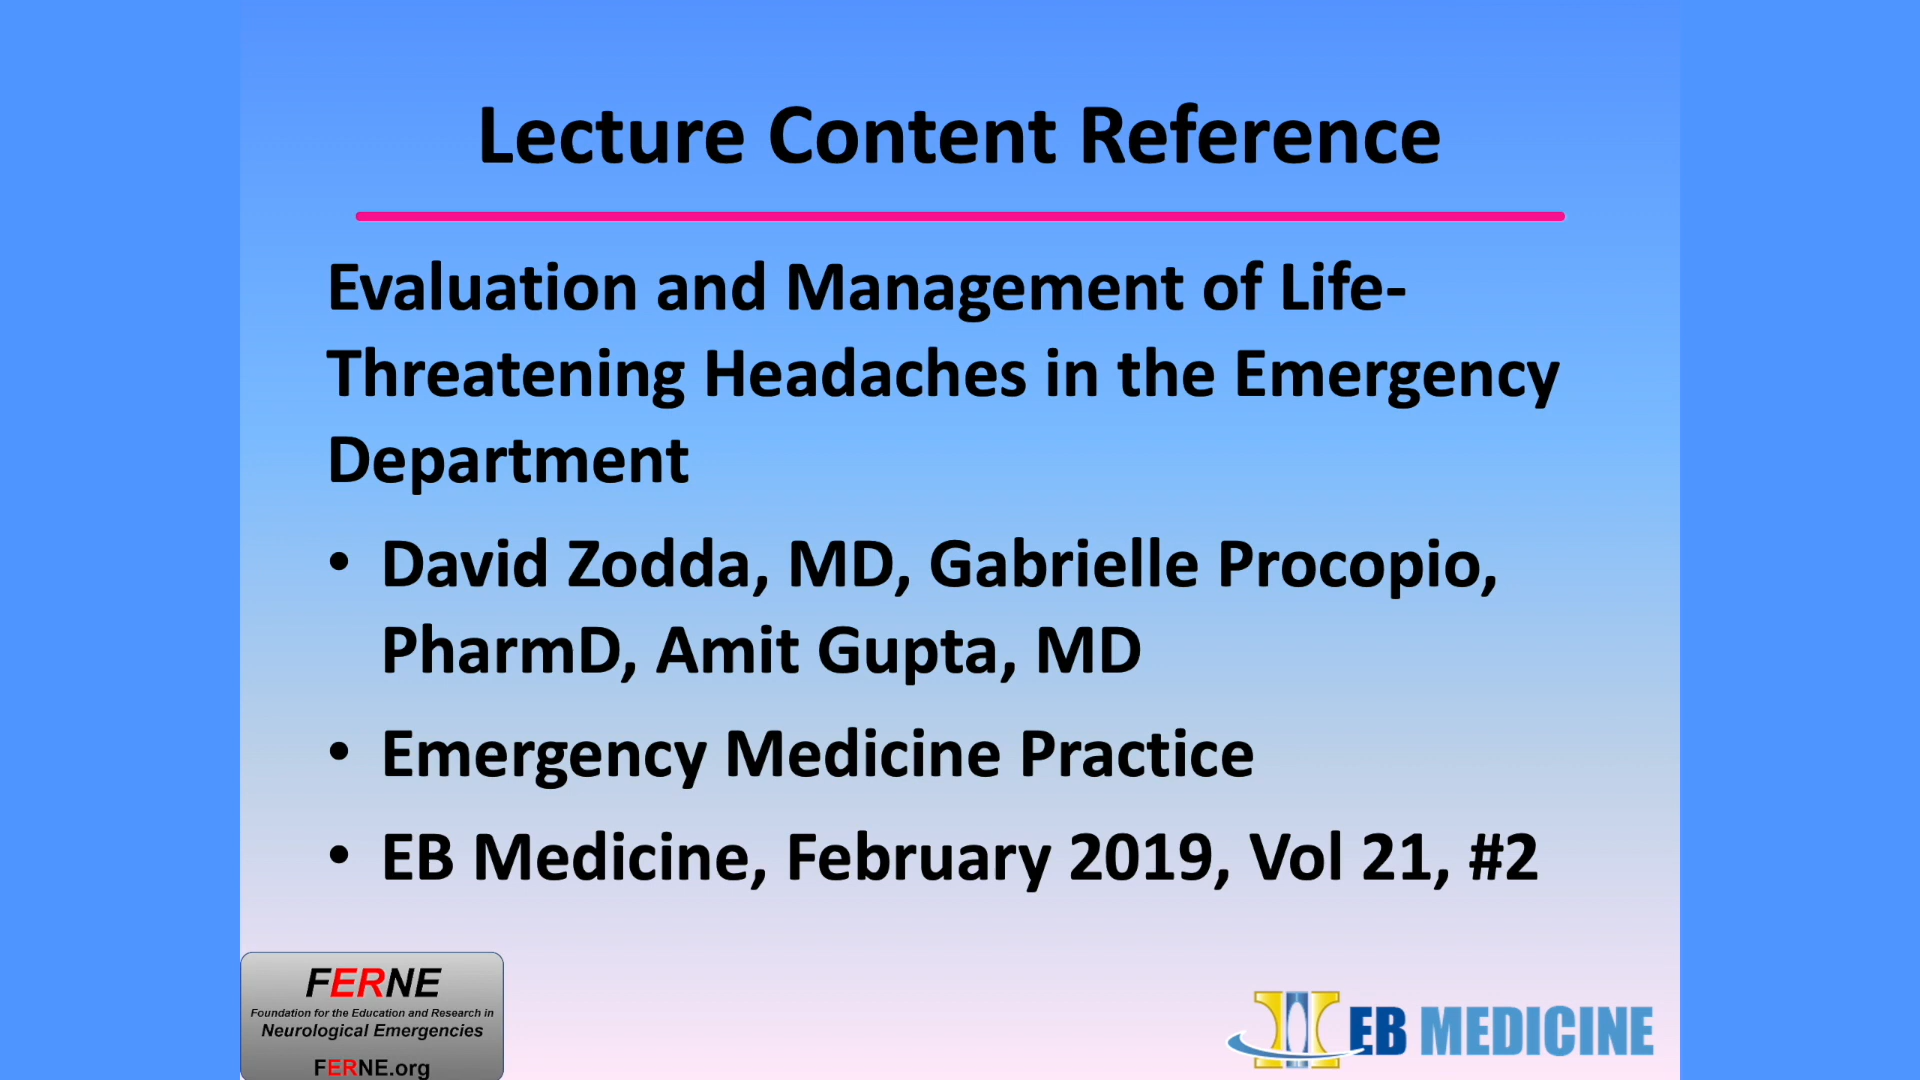 Lecture Content Reference
Evaluation and Management of Life-
Threatening Headaches in the Emergency
Department
• David Zodda, MD, Gabrielle Procopio,
PharmD, Amit Gupta, MD
• Emergency Medicine Practice
• EB Medicine, February 2019, Vol 21, #2
FERNE
Foundation for the Education and Research in
Neurological Emergencies
FERNE.org
EB MEDICINE